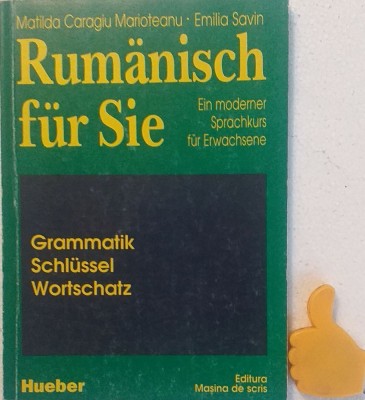 Matilda Caragiu Marioteanu · Emilia Savin
Rumänisch
für Sie
Ein moderner
Sprachkurs
für Erwachsene
Grammatik
Schlüssel
Wortschatz
Hueber
Editura
Mașina de scris